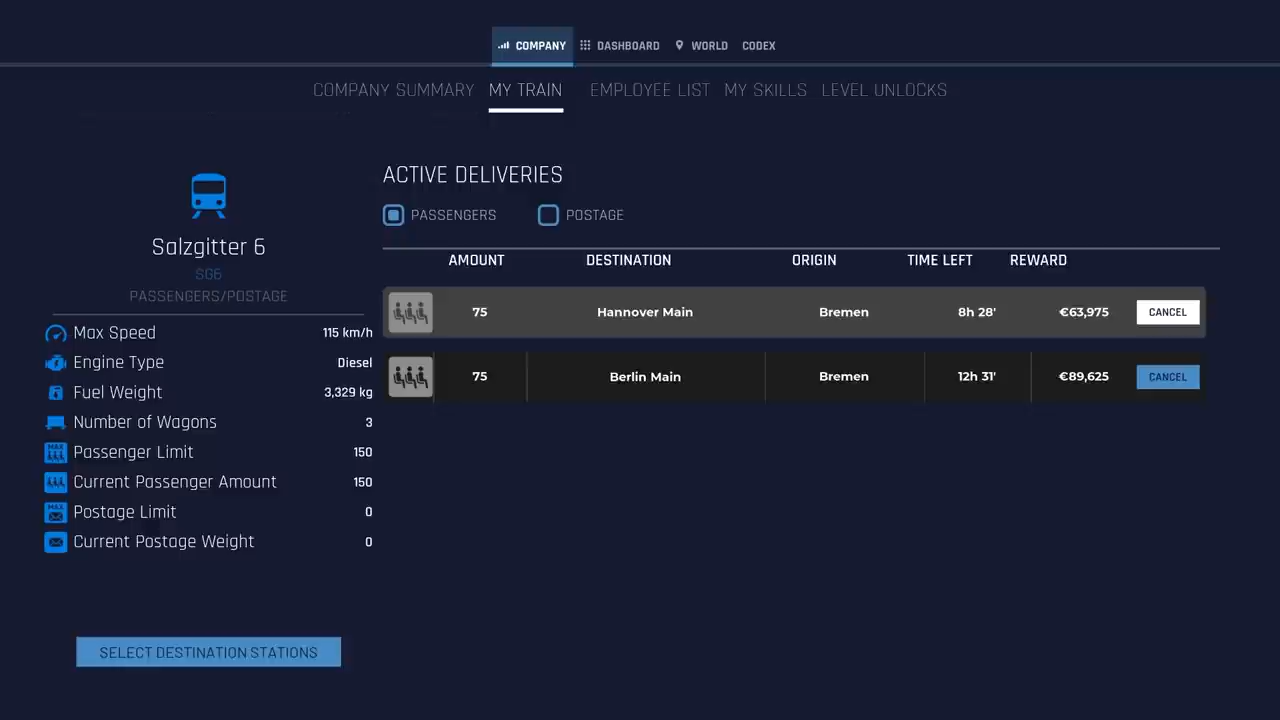 COMPANY DASHBOARD WORLD CODEX
COMPANY SUMMARY MY TRAIN EMPLOYEE LIST MY SKILLS LEVEL UNLOCKS
Salzgitter 6
SG6
PASSENGERS/POSTAGE
Max Speed 115 km/h
Engine Type Diesel
Fuel Weight 3,329 kg
Number of Wagons 3
MAX
Passenger Limit 150
Current Passenger Amount 150
MAX
Postage Limit 0
Current Postage Weight 0
SELECT DESTINATION STATIONS
ACTIVE DELIVERIES
PASSENGERS POSTAGE
AMOUNT DESTINATION ORIGIN TIME LEFT REWARD
75 Hannover Main Bremen 8h 28' €63,975 CANCEL
75 Berlin Main Bremen 12h 31' €89,625 CANCEL